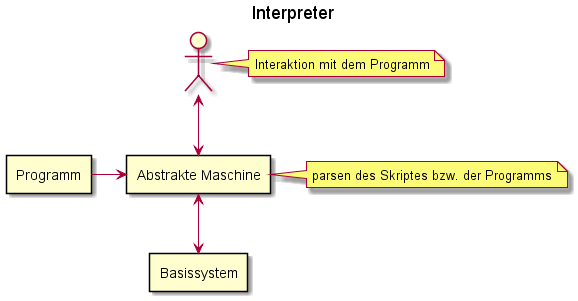 Interpreter
Interaktion mit dem Programm
Programm
Abstrakte Maschine
parsen des Skriptes bzw. der Programms
Basissystem